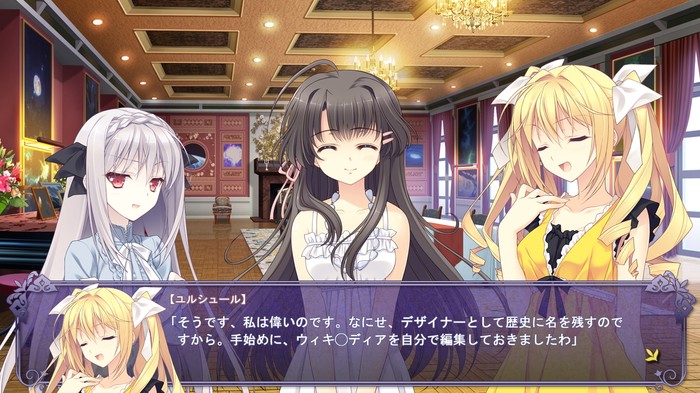 【ユルシュール】
「そうです、私は偉いのです。なにせ、デザイナーとして歴史に名を残すので
すから。手始めに、ウィキ◯ディアを自分で編集しておきましたわ」